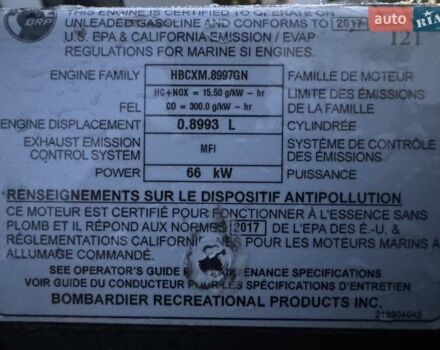 THIS ENGINE IS CERTIFIED TO OPERATE ON
BRP UNLEADED GASOLINE AND CONFORMS TO 2017
U.S. EPA & CALIFORNIA EMISSION / EVAP
REGULATIONS FOR MARINE SI ENGINES.
auto RIA
121
ENGINE FAMILY HBCXM.8997GN FAMILLE DE MOTEUR
HC+NOX = 15.50 g/kW - hr LIMITE DES ÉMISSIONS
FEL CO = 300.0 g/kW - hr DE LA FAMILLE
ENGINE DISPLACEMENT 0.8993 L CYLINDRÉE
EXHAUST EMISSION MFI SYSTÈME DE CONTRÔLE
CONTROL SYSTEM DES ÉMISSIONS
POWER 66 kW PUISSANCE
RENSEIGNEMENTS SUR LE DISPOSITIF ANTIPOLLUTION
CE MOTEUR EST CERTIFIÉ POUR FONCTIONNER À L'ESSENCE SANS
PLOMB ET IL RÉPOND AUX NORMES 2017 DE L'EPA DES É.-U. &
RÉGLEMENTATIONS POUR LES MOTEURS MARINS À
ALLUMAGE COMMANDÉ.
SEE OPERATOR'S GUIDE MAINTENANCE SPECIFICATIONS
VOIR GUIDE DU CONDUCTEUR POUR LES SPÉCIFICATIONS D'ENTRETIEN
BOMBARDIER RECREATIONAL PRODUCTS INC.